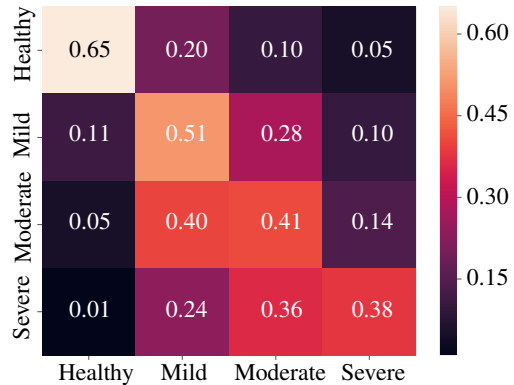 Healthy 0.65 0.20 0.10 0.05
Mild 0.11 0.51 0.28 0.10
Moderate 0.05 0.40 0.41 0.14
Severe 0.01 0.24 0.36 0.38
Healthy Mild Moderate Severe
0.60
0.45
0.30
0.15